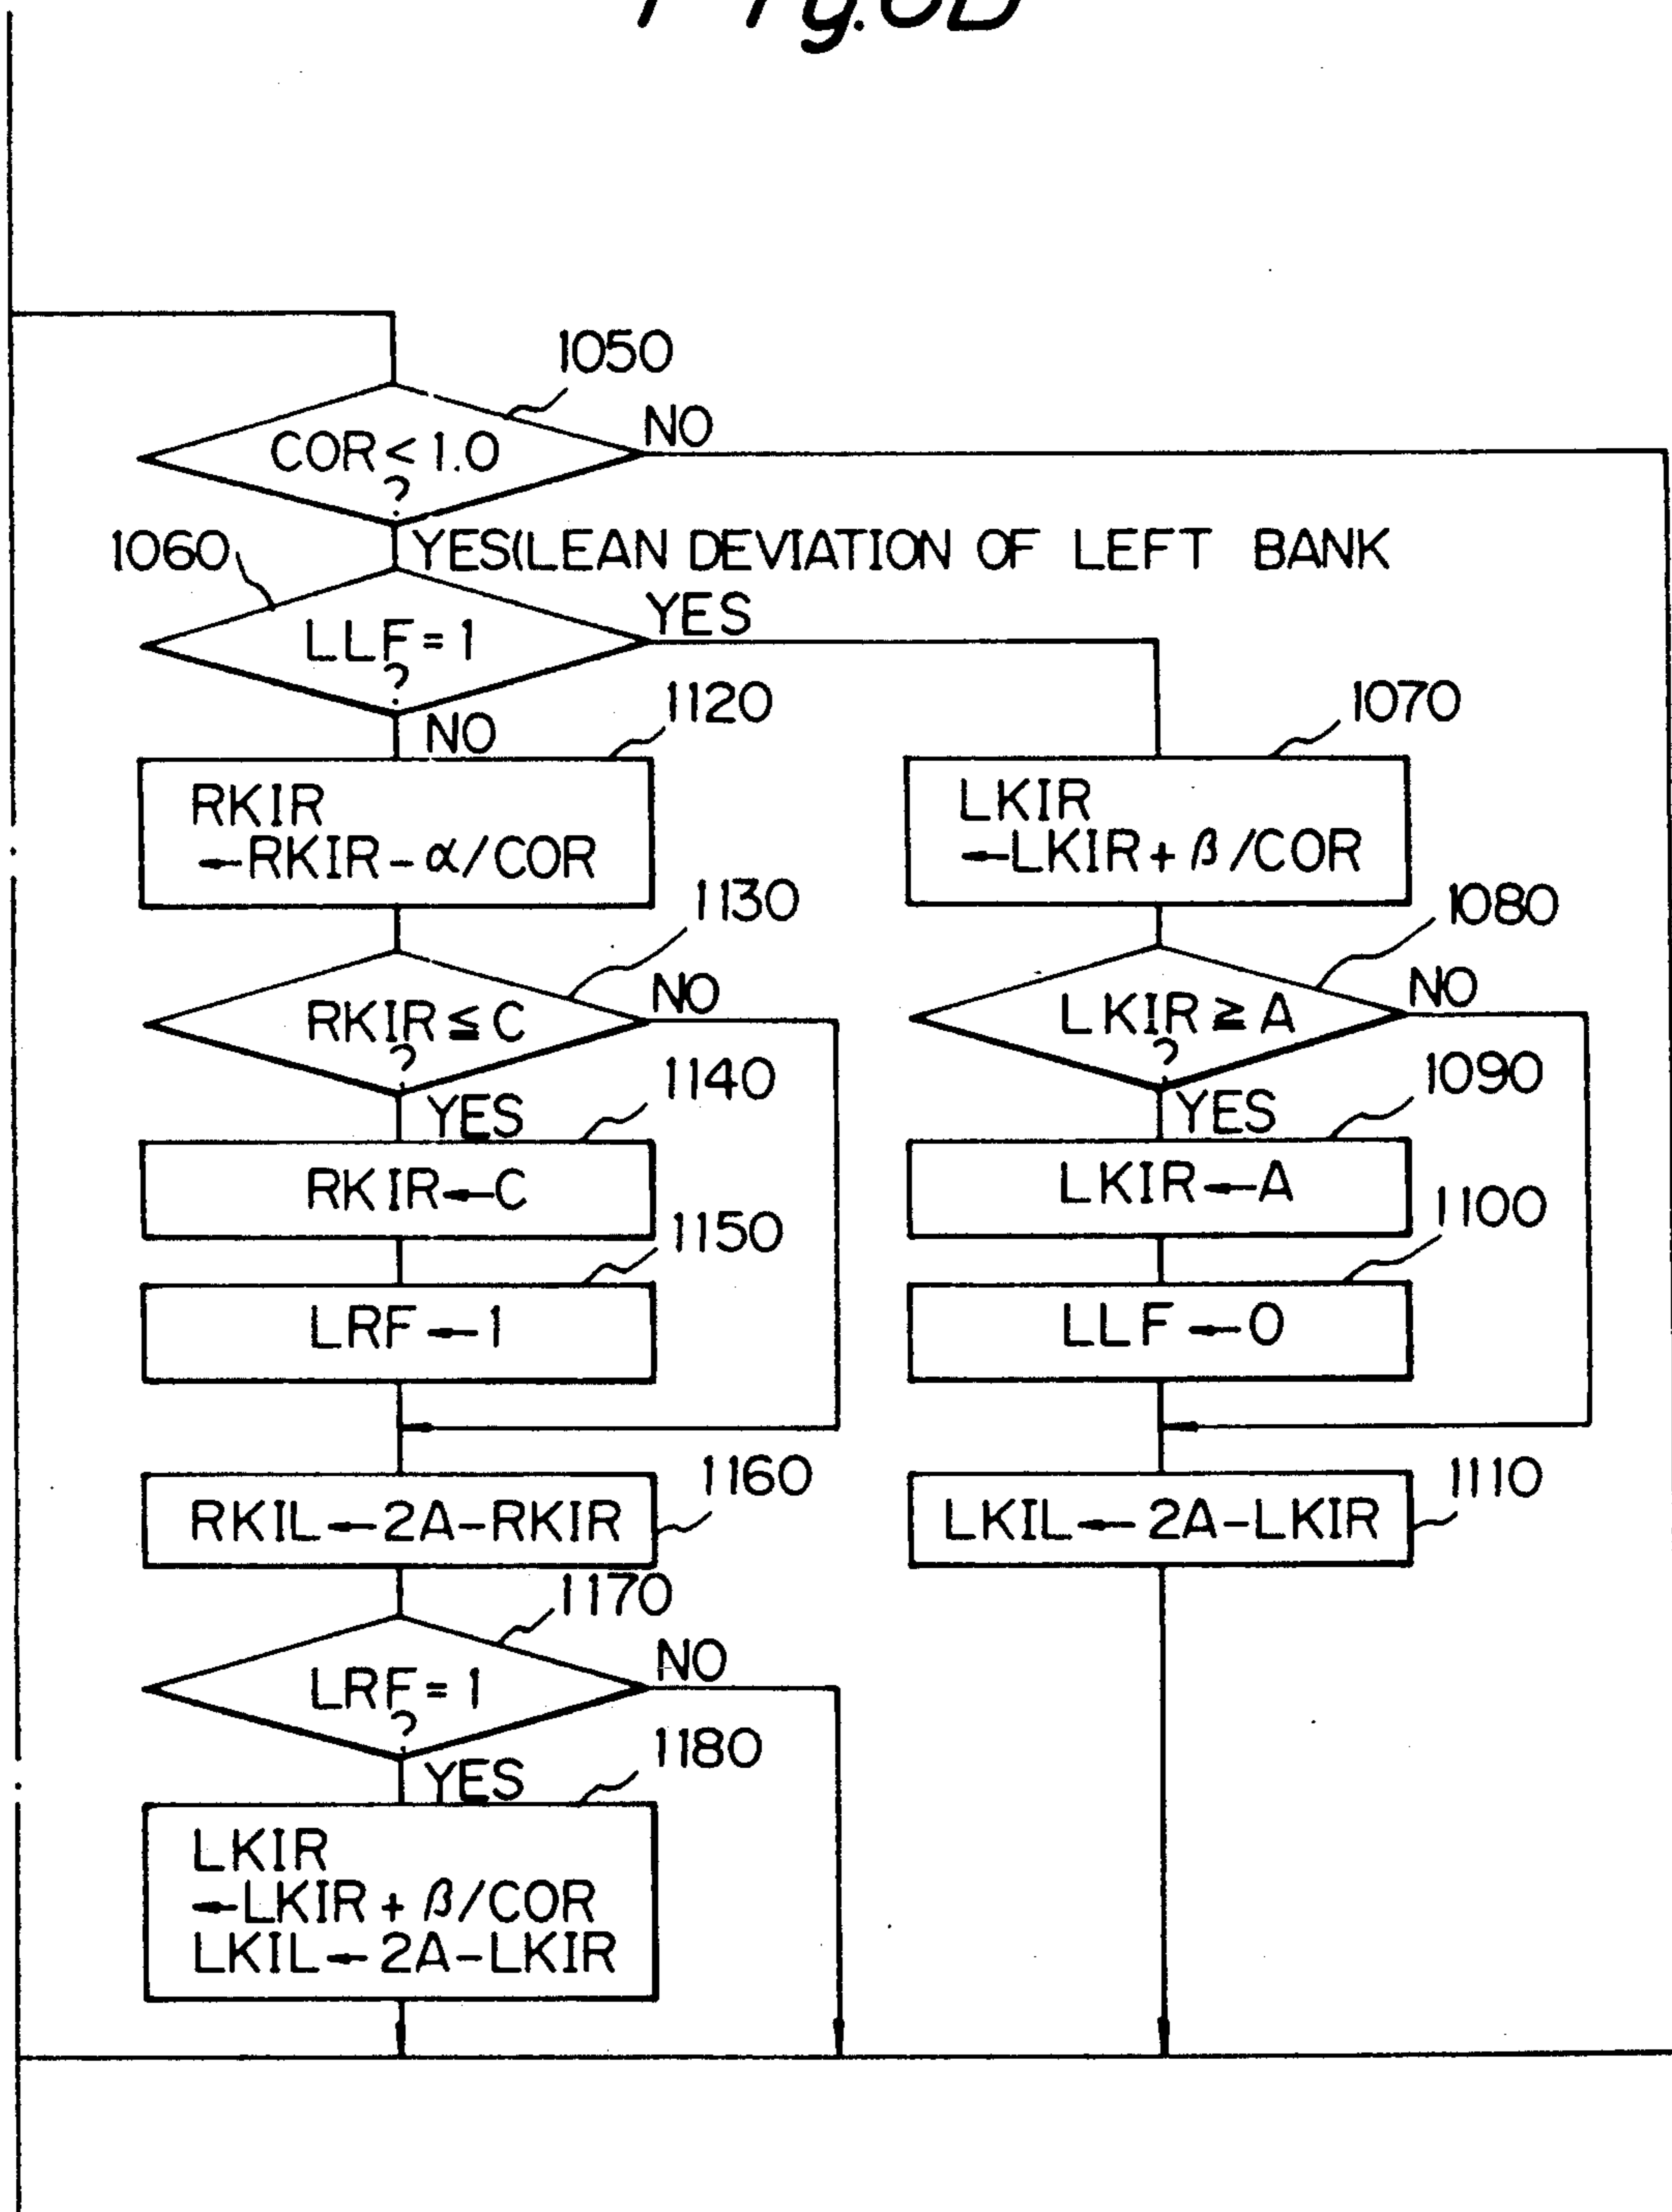 1050
COR < 1.0
?
NO
YES(LEAN DEVIATION OF LEFT BANK
1060
LLF = 1
?
YES
NO
1120
RKIR
←RKIR - α/COR
1070
LKIR
←LKIR + β/COR
1130
RKIR ≦ C
?
NO
YES
1080
LKIR ≧ A
?
NO
YES
1140
RKIR←C
1090
LKIR←A
1150
LRF←1
1100
LLF←0
1160
RKIL←2A-RKIR
1110
LKIL←2A-LKIR
1170
LRF = 1
?
NO
YES
1180
LKIR
←LKIR + β/COR
LKIL←2A-LKIR